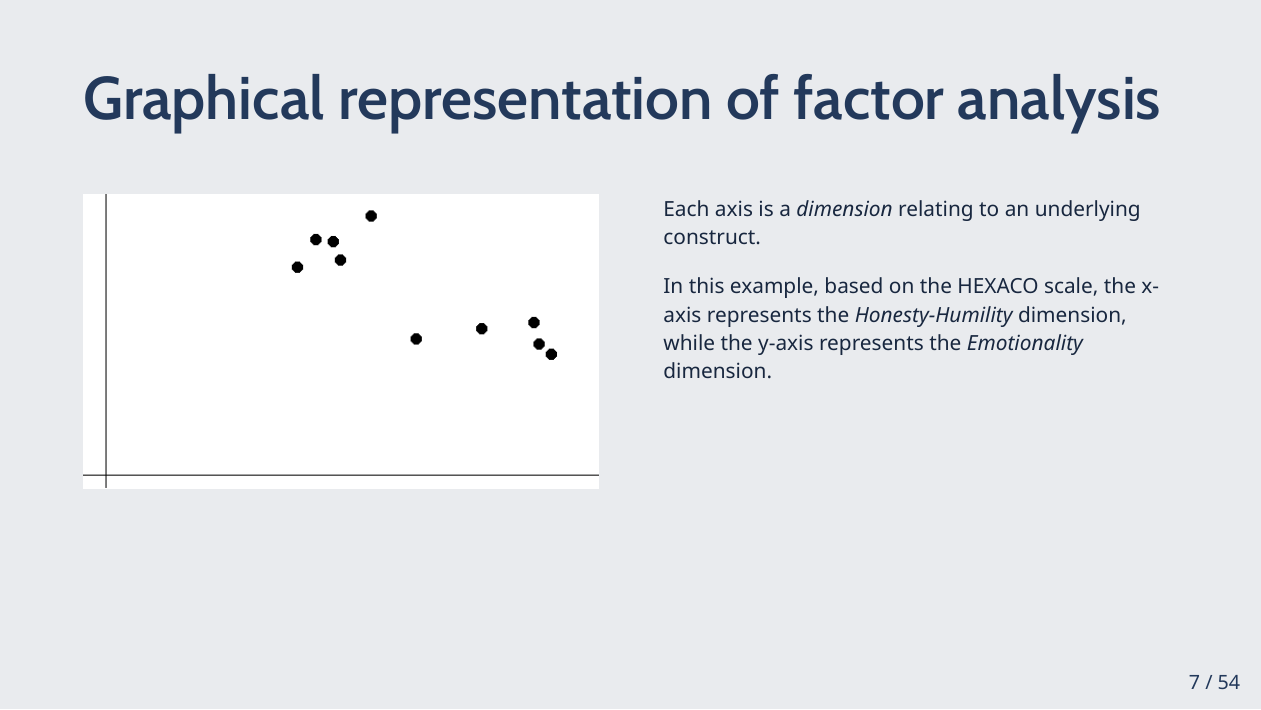 Graphical representation of factor analysis
Each axis is a dimension relating to an underlying
construct.
In this example, based on the HEXACO scale, the x-
axis represents the Honesty-Humility dimension,
while the y-axis represents the Emotionality
dimension.
7 / 54